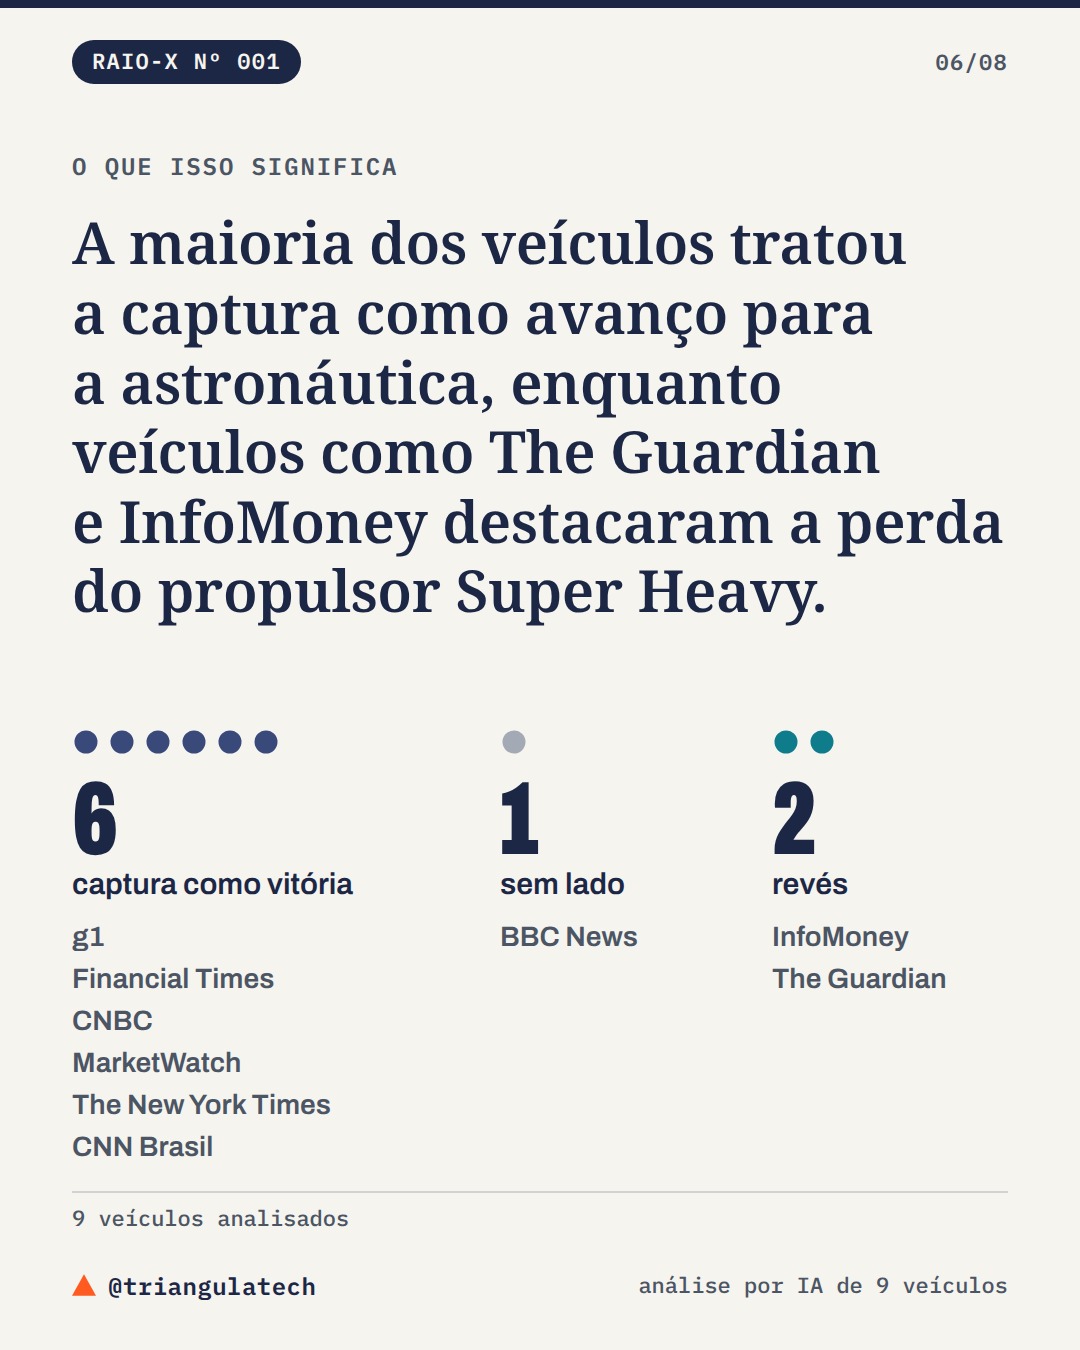 RAIO-X Nº 001
06/08
O QUE ISSO SIGNIFICA
A maioria dos veículos tratou
a captura como avanço para
a astronáutica, enquanto
veículos como The Guardian
e InfoMoney destacaram a perda
do propulsor Super Heavy.
6
captura como vitória
g1
Financial Times
CNBC
MarketWatch
The New York Times
CNN Brasil
1
sem lado
BBC News
2
revés
InfoMoney
The Guardian
9 veículos analisados
@triangulatech
análise por IA de 9 veículos